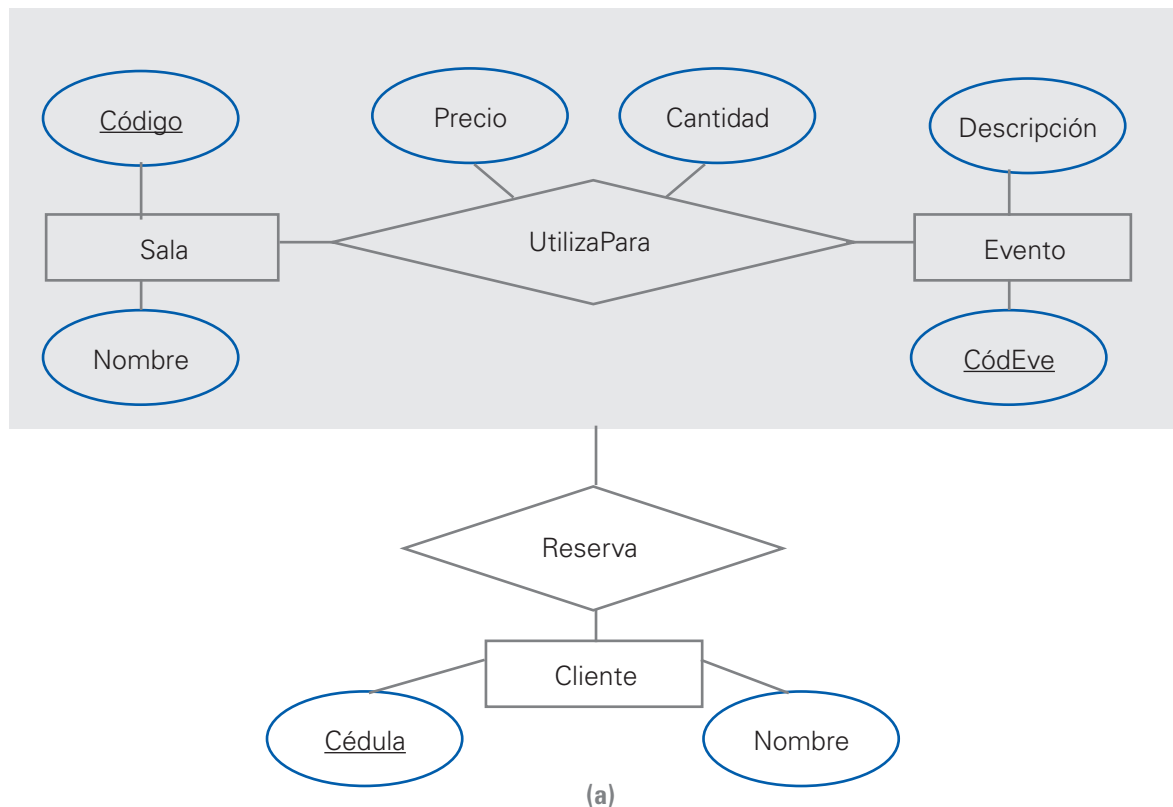 Código
Precio
Cantidad
Descripción
Sala
UtilizaPara
Evento
Nombre
CódEve
Reserva
Cliente
Cédula
Nombre
(a)